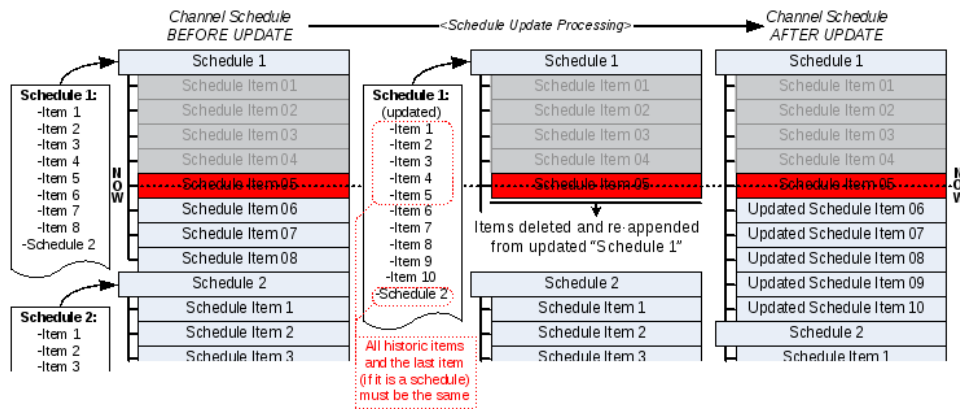 Channel Schedule
BEFORE UPDATE
<Schedule Update Processing>
Channel Schedule
AFTER UPDATE
Schedule 1:
-Item 1
-Item 2
-Item 3
-Item 4
-Item 5
-Item 6
-Item 7
-Item 8
-Schedule 2
Schedule 2:
-Item 1
-Item 2
-Item 3
NOW
Schedule 1
Schedule Item 01
Schedule Item 02
Schedule Item 03
Schedule Item 04
Schedule Item 05
Schedule Item 06
Schedule Item 07
Schedule Item 08
Schedule 2
Schedule Item 1
Schedule Item 2
Schedule Item 3
Schedule 1:
(updated)
-Item 1
-Item 2
-Item 3
-Item 4
-Item 5
-Item 6
-Item 7
-Item 8
-Item 9
-Item 10
-Schedule 2
All historic items
and the last item
(if it is a schedule)
must be the same
Schedule 1
Schedule Item 01
Schedule Item 02
Schedule Item 03
Schedule Item 04
Schedule Item 05
Items deleted and re-appended
from updated “Schedule 1”
Schedule 2
Schedule Item 1
Schedule Item 2
Schedule Item 3
Schedule 1
Schedule Item 01
Schedule Item 02
Schedule Item 03
Schedule Item 04
Schedule Item 05
Updated Schedule Item 06
Updated Schedule Item 07
Updated Schedule Item 08
Updated Schedule Item 09
Updated Schedule Item 10
Schedule 2
Schedule Item 1
NOW